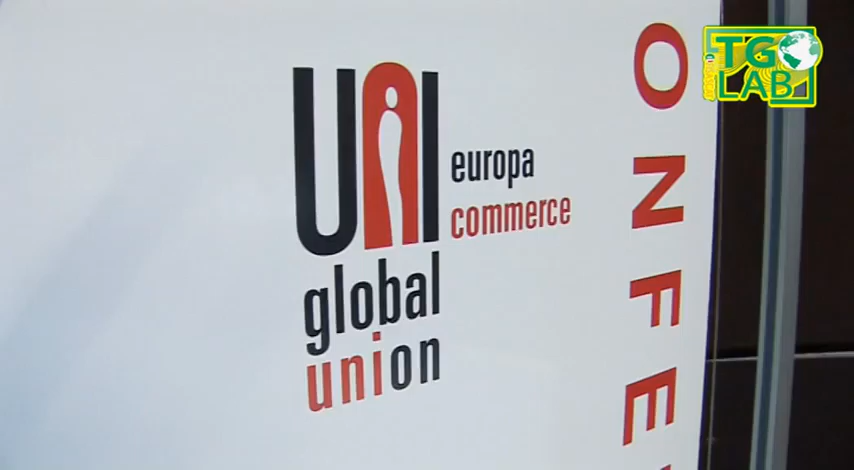 UNI
europa
commerce
global
union
ONFE
TG
LAB